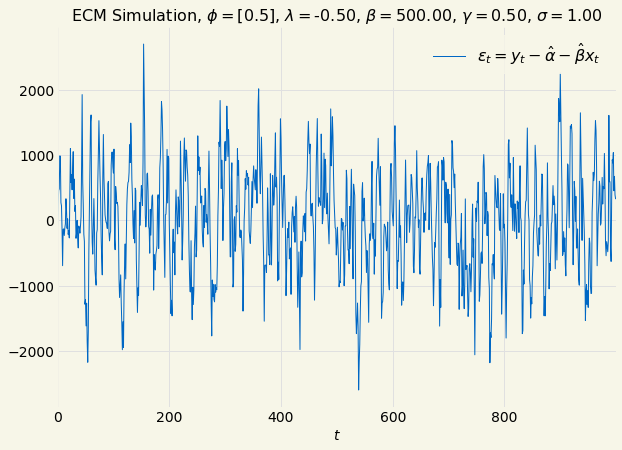 ECM Simulation, ϕ = [0.5], λ = -0.50, β = 500.00, γ = 0.50, σ = 1.00
εₜ = yₜ − α̂ − β̂xₜ
2000
1000
0
−1000
−2000
0 200 400 600 800
t